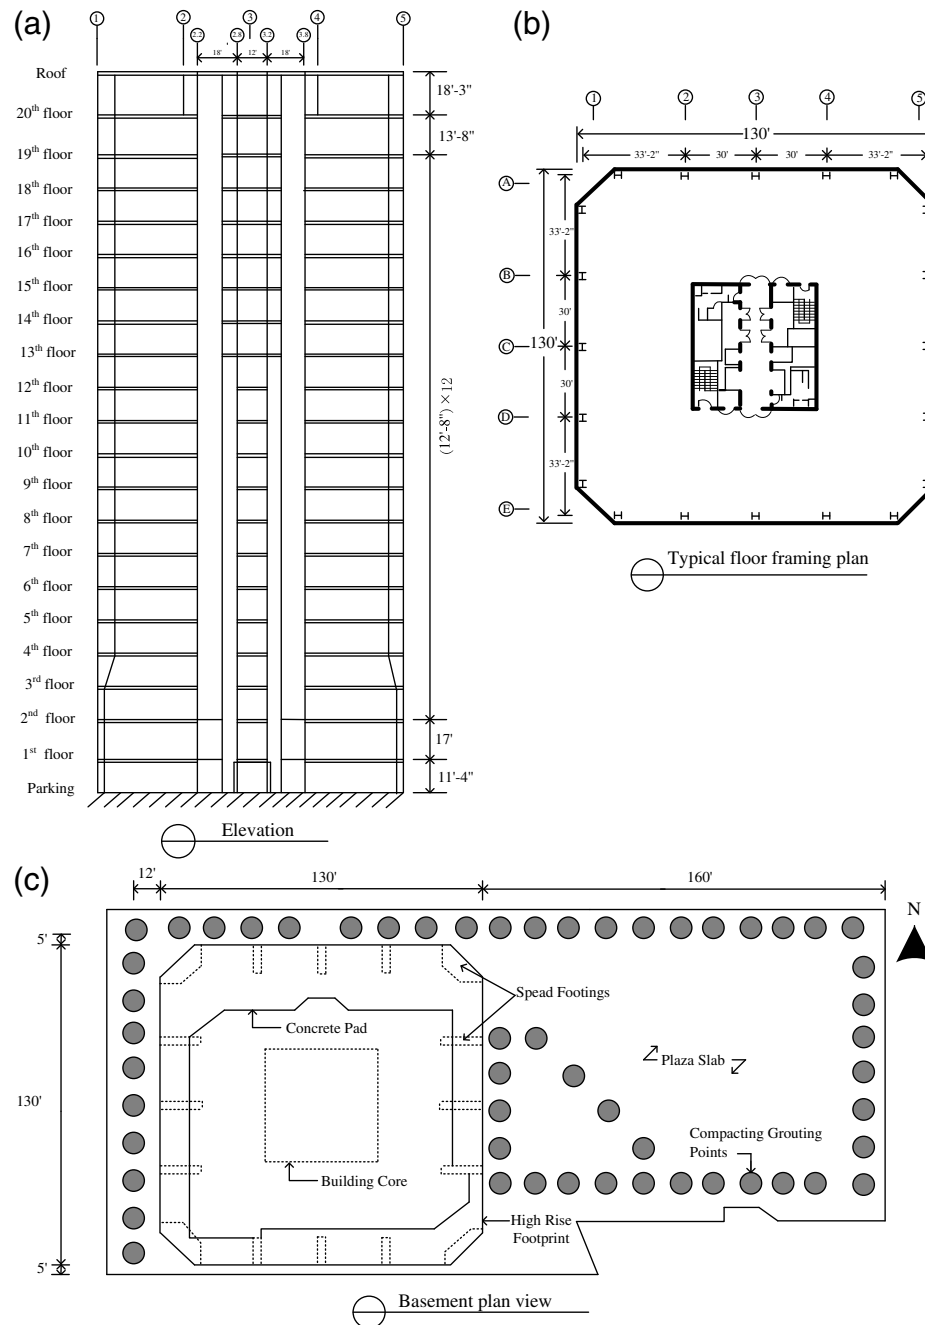 (a)
1
2
3
4
5
2.2
2.8
3.2
3.8
18'
12'
18'
Roof
20th floor
19th floor
18th floor
17th floor
16th floor
15th floor
14th floor
13th floor
12th floor
11th floor
10th floor
9th floor
8th floor
7th floor
6th floor
5th floor
4th floor
3rd floor
2nd floor
1st floor
Parking
18'-3"
13'-8"
(12'-8")×12
17'
11'-4"
Elevation
(b)
1
2
3
4
5
130'
33'-2"
30'
30'
33'-2"
A
B
C
D
E
33'-2"
30'
130'
30'
33'-2"
Typical floor framing plan
(c)
12'
130'
160'
N
5'
130'
5'
Spead Footings
Concrete Pad
Plaza Slab
Compacting Grouting
Points
Building Core
High Rise
Footprint
Basement plan view